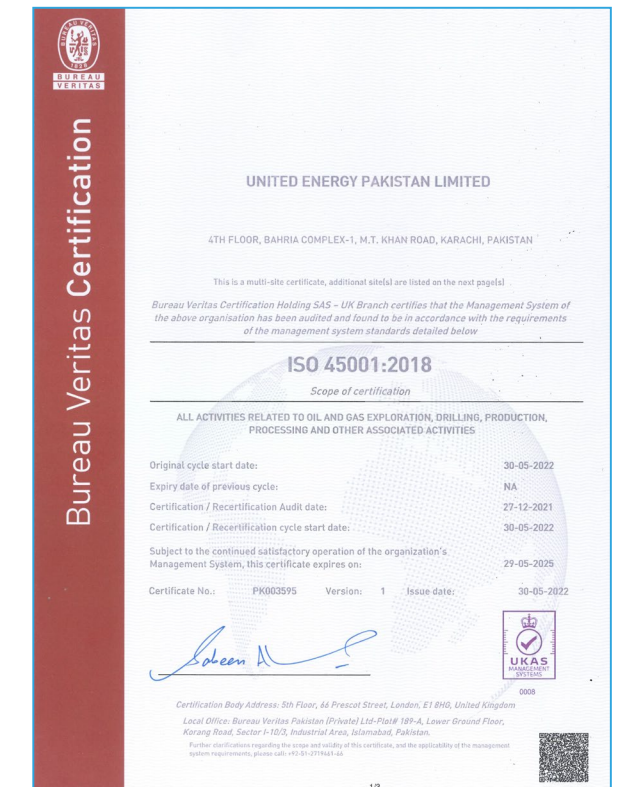 BUREAU VERITAS
1828
BUREAU
VERITAS
Bureau Veritas Certification
UNITED ENERGY PAKISTAN LIMITED
4TH FLOOR, BAHRIA COMPLEX-1, M.T. KHAN ROAD, KARACHI, PAKISTAN
This is a multi-site certificate, additional site(s) are listed on the next page(s)
Bureau Veritas Certification Holding SAS – UK Branch certifies that the Management System of
the above organisation has been audited and found to be in accordance with the requirements
of the management system standards detailed below
ISO 45001:2018
Scope of certification
ALL ACTIVITIES RELATED TO OIL AND GAS EXPLORATION, DRILLING, PRODUCTION,
PROCESSING AND OTHER ASSOCIATED ACTIVITIES
Original cycle start date: 30-05-2022
Expiry date of previous cycle: NA
Certification / Recertification Audit date: 27-12-2021
Certification / Recertification cycle start date: 30-05-2022
Subject to the continued satisfactory operation of the organization's
Management System, this certificate expires on: 29-05-2025
Certificate No.: PK003595 Version: 1 Issue date: 30-05-2022
Sabeen A
UKAS
MANAGEMENT
SYSTEMS
0008
Certification Body Address: 5th Floor, 66 Prescot Street, London, E1 8HG, United Kingdom
Local Office: Bureau Veritas Pakistan (Private) Ltd-Plot# 189-A, Lower Ground Floor,
Korang Road, Sector I-10/3, Industrial Area, Islamabad, Pakistan.
Further clarifications regarding the scope and validity of this certificate, and the applicability of the management
system requirements, please call: +92-51-2719661-64
1/3